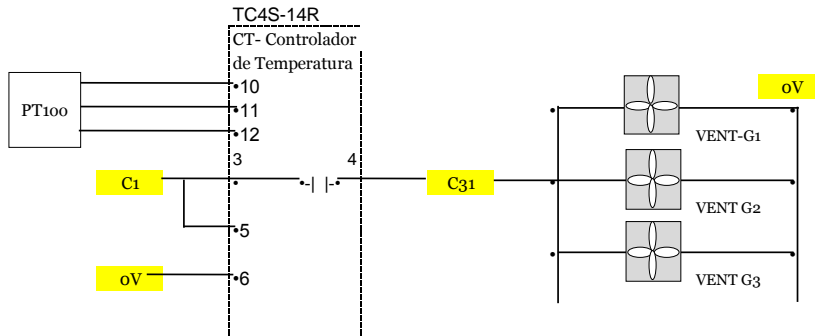 TC4S-14R
CT- Controlador
de Temperatura
PT100
10
11
12
3
4
C1
5
0V
6
C31
0V
VENT-G1
VENT G2
VENT G3